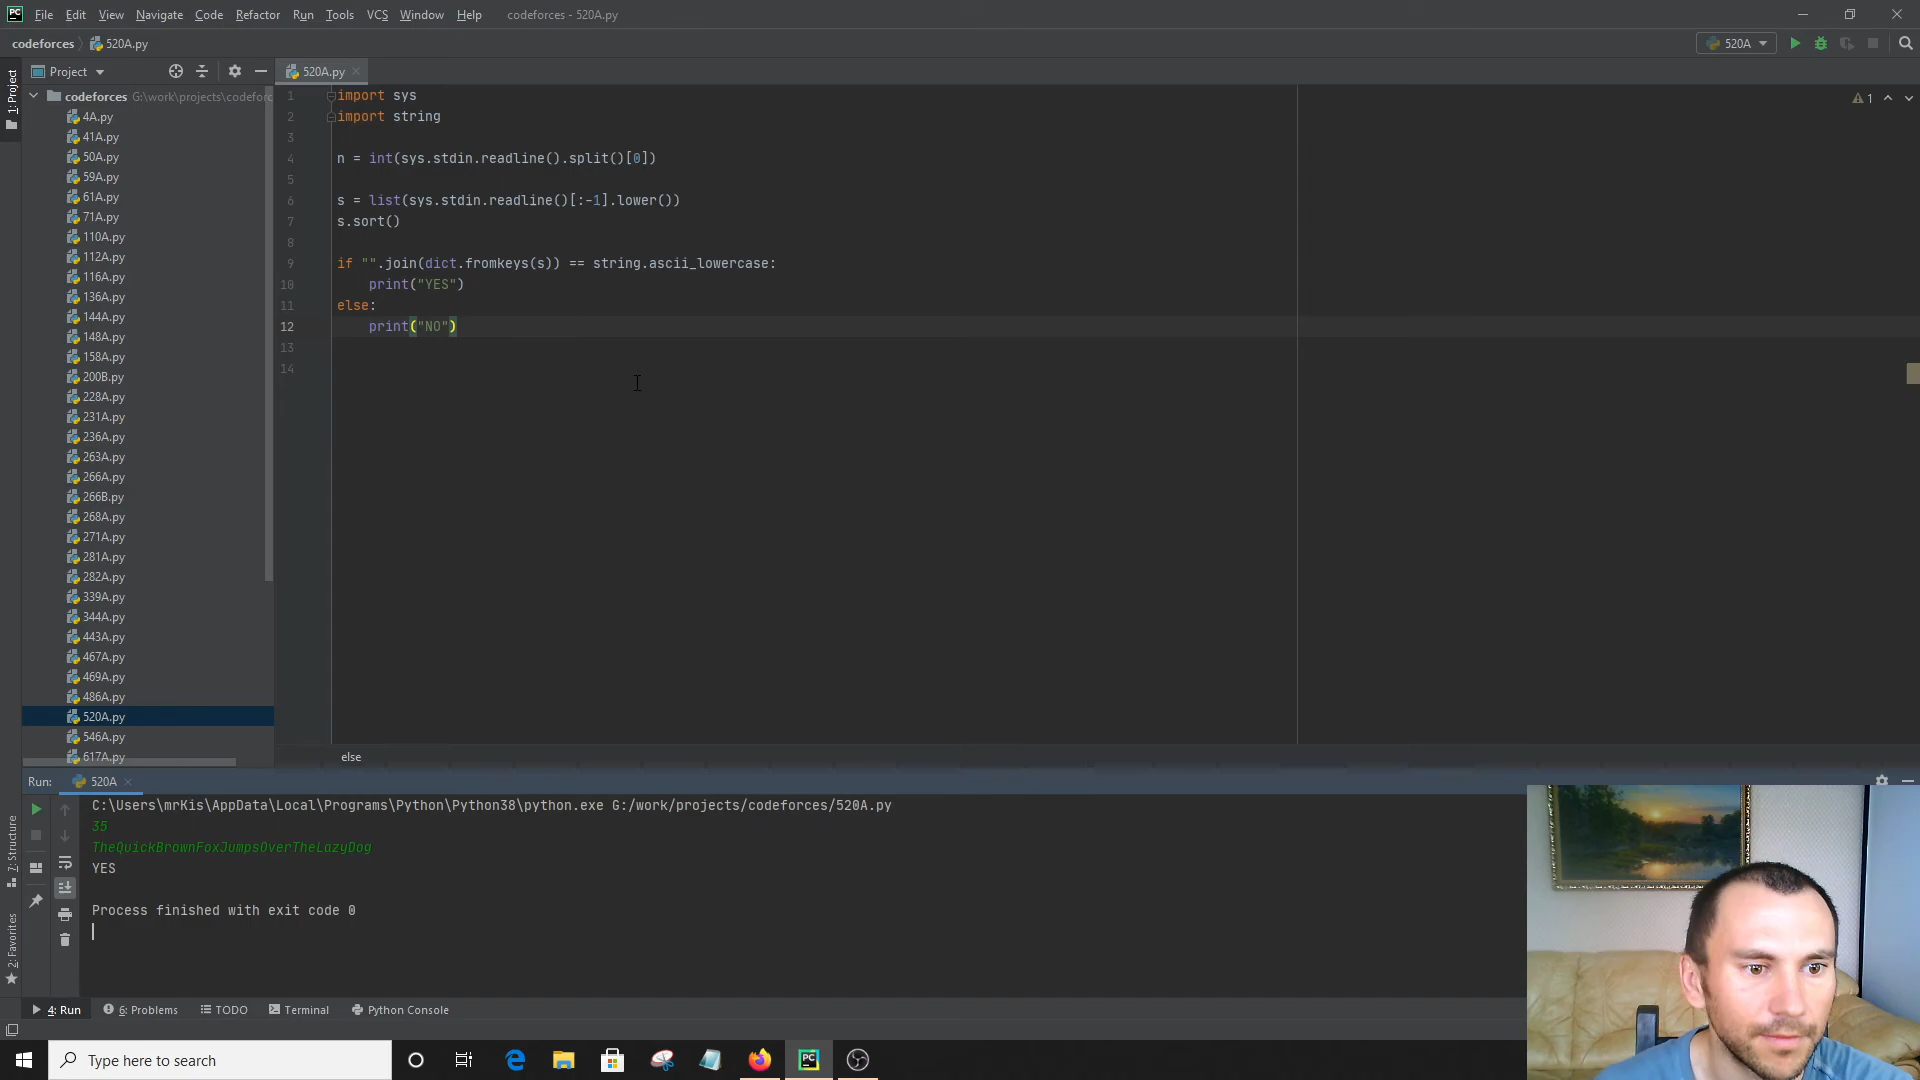 File Edit View Navigate Code Refactor Run Tools VCS Window Help codeforces - 520A.py
codeforces 520A.py
520A
Project
520A.py
1: Project
codeforces G:\work\projects\codeforc
4A.py
41A.py
50A.py
59A.py
61A.py
71A.py
110A.py
112A.py
116A.py
136A.py
144A.py
148A.py
158A.py
200B.py
228A.py
231A.py
236A.py
263A.py
266A.py
266B.py
268A.py
271A.py
281A.py
282A.py
339A.py
344A.py
443A.py
467A.py
469A.py
486A.py
520A.py
546A.py
617A.py
1 import sys
2 import string
3
4 n = int(sys.stdin.readline().split()[0])
5
6 s = list(sys.stdin.readline()[:-1].lower())
7 s.sort()
8
9 if "".join(dict.fromkeys(s)) == string.ascii_lowercase:
10 print("YES")
11 else:
12 print("NO")
13
14
1
else
Run: 520A
C:\Users\mrKis\AppData\Local\Programs\Python\Python38\python.exe G:/work/projects/codeforces/520A.py
35
TheQuickBrownFoxJumpsOverTheLazyDog
YES
Process finished with exit code 0
7: Structure
2: Favorites
4: Run 6: Problems TODO Terminal Python Console
Type here to search
PC